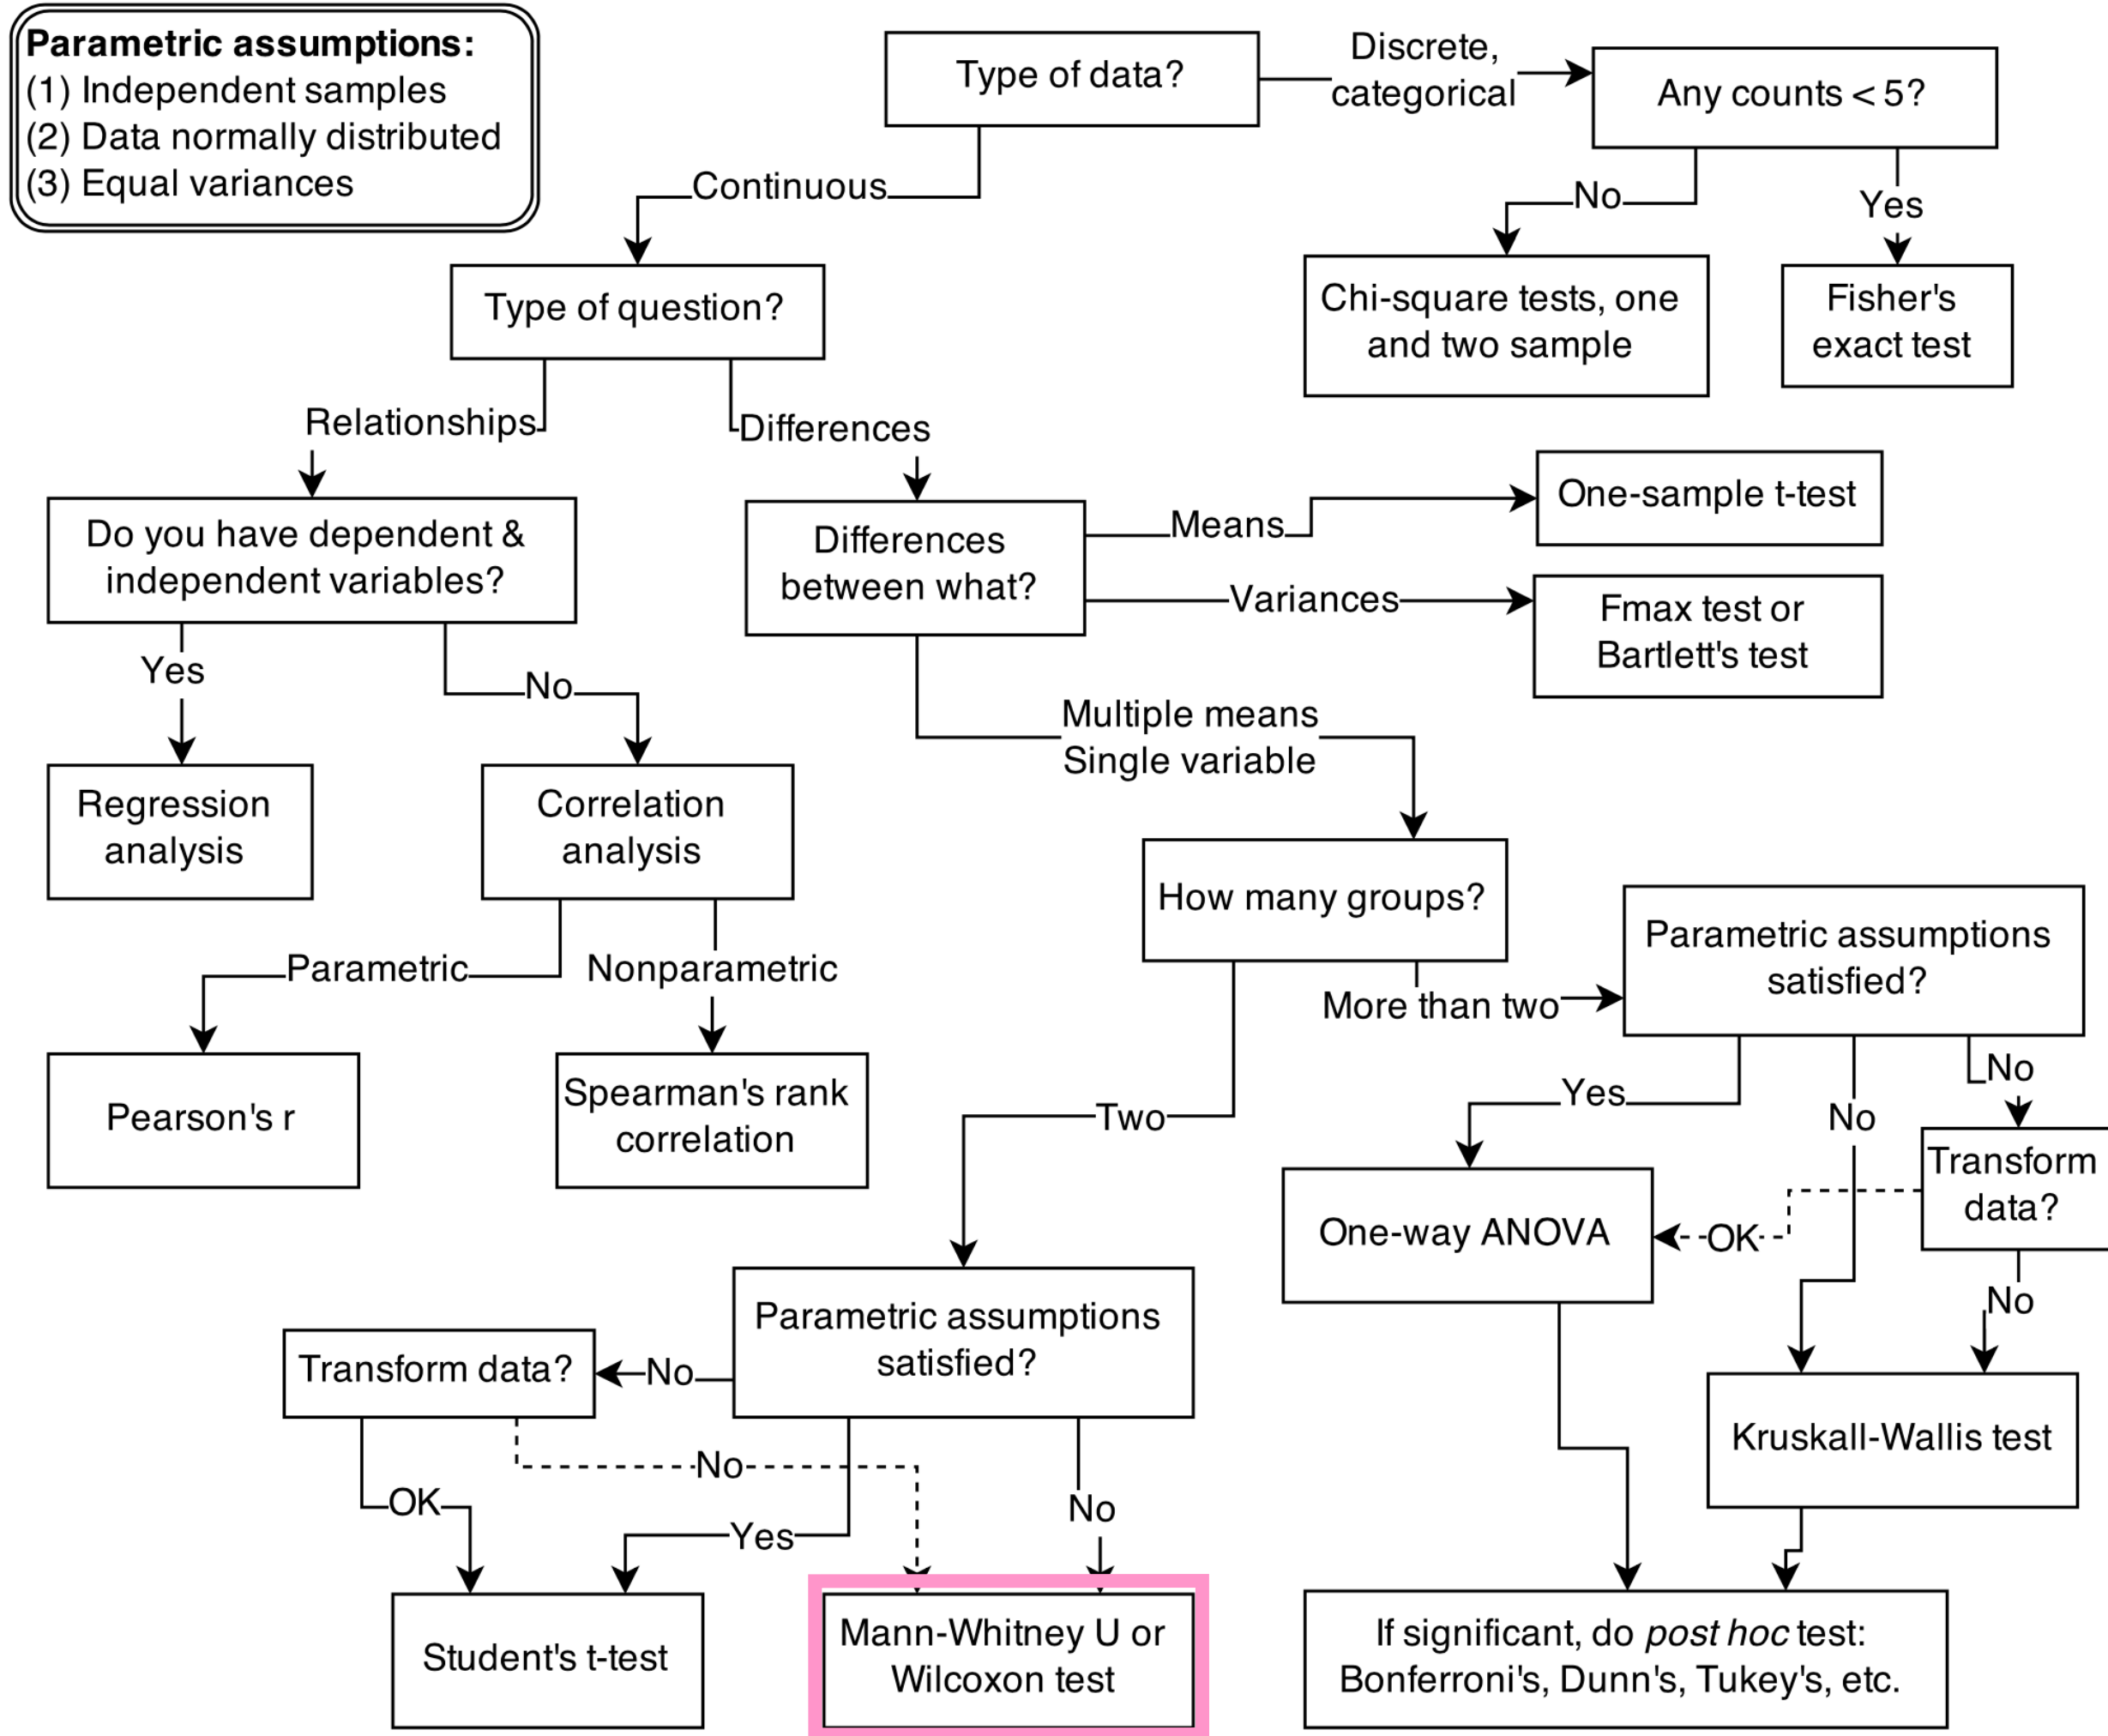 Parametric assumptions:
(1) Independent samples
(2) Data normally distributed
(3) Equal variances
Type of data?
Discrete,
categorical
Any counts < 5?
Continuous
No
Yes
Type of question?
Chi-square tests, one
and two sample
Fisher's
exact test
Relationships
Differences
Do you have dependent &
independent variables?
Differences
between what?
Means
One-sample t-test
Variances
Fmax test or
Bartlett's test
Yes
No
Multiple means
Single variable
Regression
analysis
Correlation
analysis
How many groups?
Parametric assumptions
satisfied?
Parametric
Nonparametric
More than two
Pearson's r
Spearman's rank
correlation
Two
Yes
No
No
Transform
data?
One-way ANOVA
OK
No
Parametric assumptions
satisfied?
Transform data?
No
Kruskall-Wallis test
No
OK
Yes
No
Student's t-test
Mann-Whitney U or
Wilcoxon test
If significant, do post hoc test:
Bonferroni's, Dunn's, Tukey's, etc.